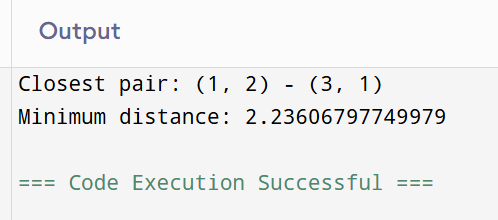 Output
Closest pair: (1, 2) - (3, 1)
Minimum distance: 2.23606797749979
=== Code Execution Successful ===